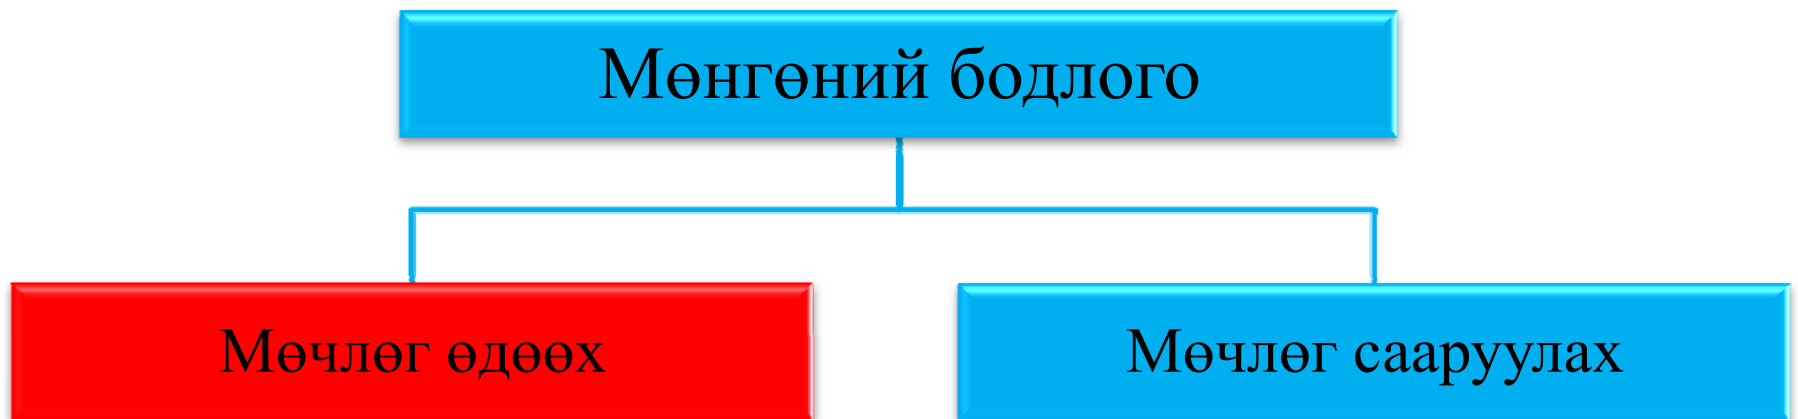 Мөнгөний бодлого
Мөчлөг өдөөх
Мөчлөг сааруулах